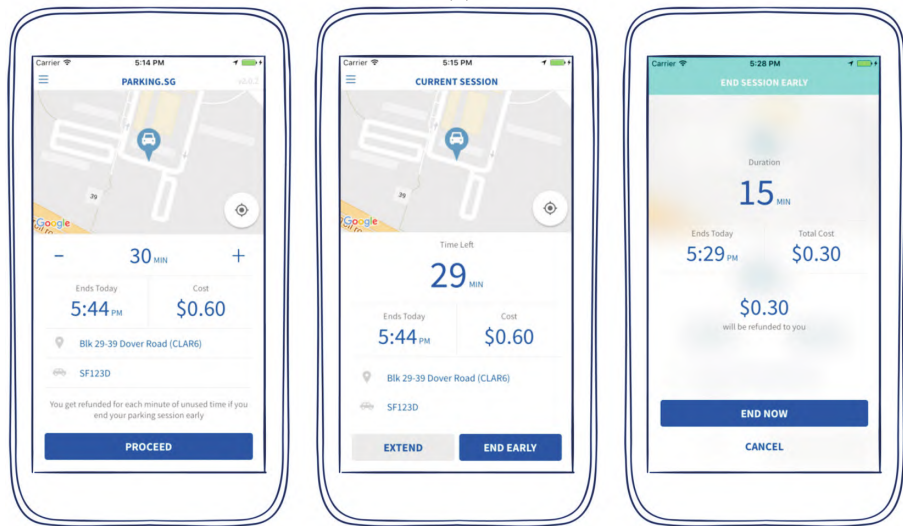 Carrier 5:14 PM
PARKING.SG
39
Google
- 30 MIN +
Ends Today Cost
5:44 PM $0.60
Blk 29-39 Dover Road (CLAR6)
SF123D
You get refunded for each minute of unused time if you
end your parking session early
PROCEED
Carrier 5:15 PM
CURRENT SESSION
39
Google
Time Left
29 MIN
Ends Today Cost
5:44 PM $0.60
Blk 29-39 Dover Road (CLAR6)
SF123D
EXTEND END EARLY
Carrier 5:28 PM
END SESSION EARLY
Duration
15 MIN
Ends Today Total Cost
5:29 PM $0.30
$0.30
will be refunded to you
END NOW
CANCEL